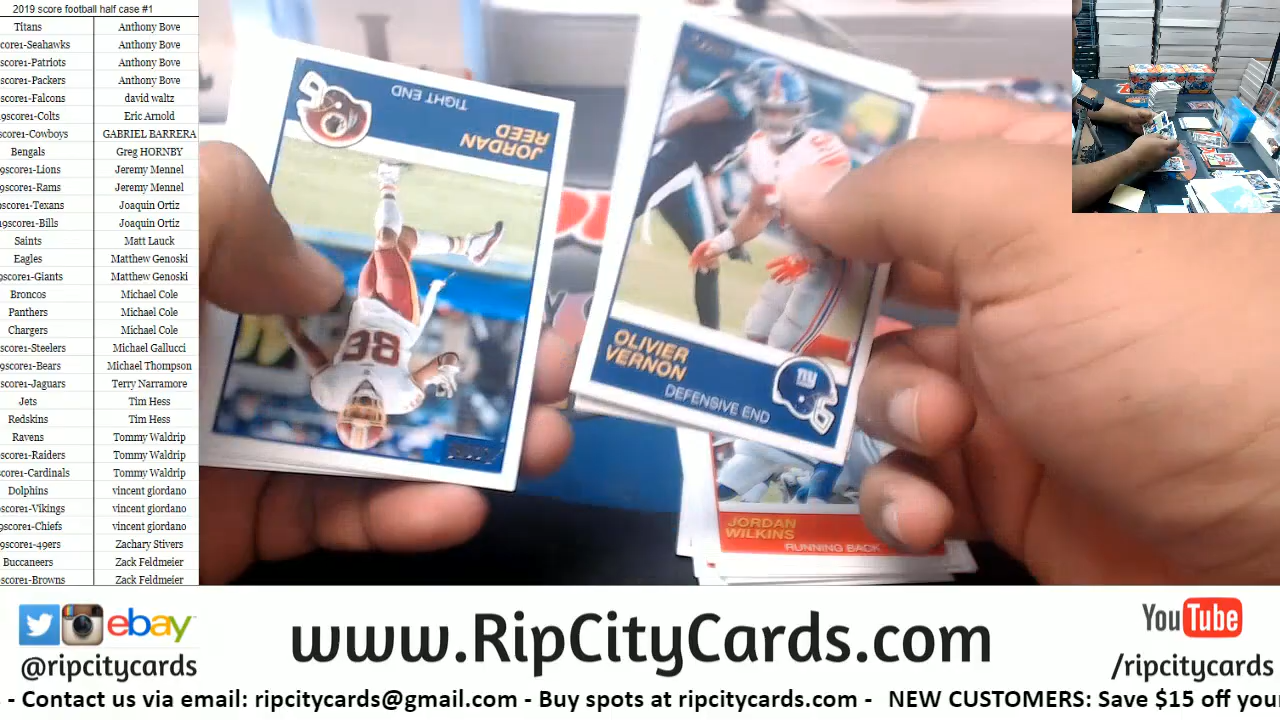 2019 score football half case #1
Titans Anthony Bove
core1-Seahawks Anthony Bove
core1-Patriots Anthony Bove
core1-Packers Anthony Bove
score1-Falcons david waltz
9score1-Colts Eric Arnold
core1-Cowboys GABRIEL BARRERA
Bengals Greg HORNBY
9score1-Lions Jeremy Mennel
9score1-Rams Jeremy Mennel
9score1-Texans Joaquin Ortiz
19score1-Bills Joaquin Ortiz
Saints Matt Lauck
Eagles Matthew Genoski
9score1-Giants Matthew Genoski
Broncos Michael Cole
Panthers Michael Cole
Chargers Michael Cole
score1-Steelers Michael Gallucci
9score1-Bears Michael Thompson
score1-Jaguars Terry Narramore
Jets Tim Hess
Redskins Tim Hess
Ravens Tommy Waldrip
score1-Raiders Tommy Waldrip
core1-Cardinals Tommy Waldrip
Dolphins vincent giordano
score1-Vikings vincent giordano
9score1-Chiefs vincent giordano
9score1-49ers Zachary Stivers
Buccaneers Zack Feldmeier
score1-Browns Zack Feldmeier
TIGHT END
JORDAN
REED
86
OLIVIER
VERNON
DEFENSIVE END
JORDAN
WILKINS
RUNNING BACK
ebay
@ripcitycards
www.RipCityCards.com
YouTube
/ripcitycards
- Contact us via email: ripcitycards@gmail.com - Buy spots at ripcitycards.com - NEW CUSTOMERS: Save $15 off your